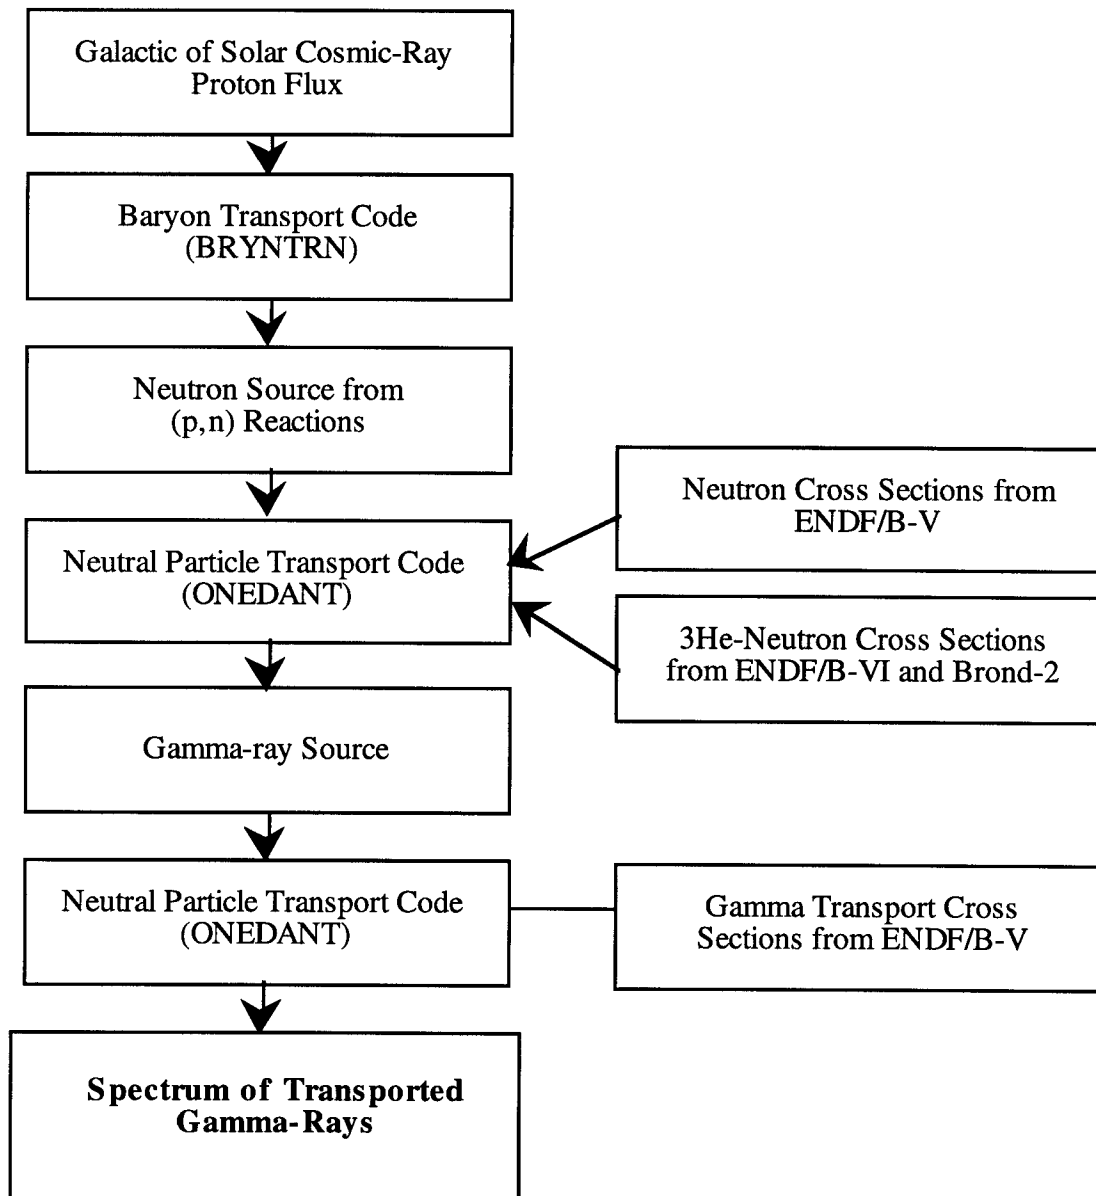 Galactic of Solar Cosmic-Ray
Proton Flux
Baryon Transport Code
(BRYNTRN)
Neutron Source from
(p,n) Reactions
Neutron Cross Sections from
ENDF/B-V
Neutral Particle Transport Code
(ONEDANT)
3He-Neutron Cross Sections
from ENDF/B-VI and Brond-2
Gamma-ray Source
Neutral Particle Transport Code
(ONEDANT)
Gamma Transport Cross
Sections from ENDF/B-V
Spectrum of Transported
Gamma-Rays